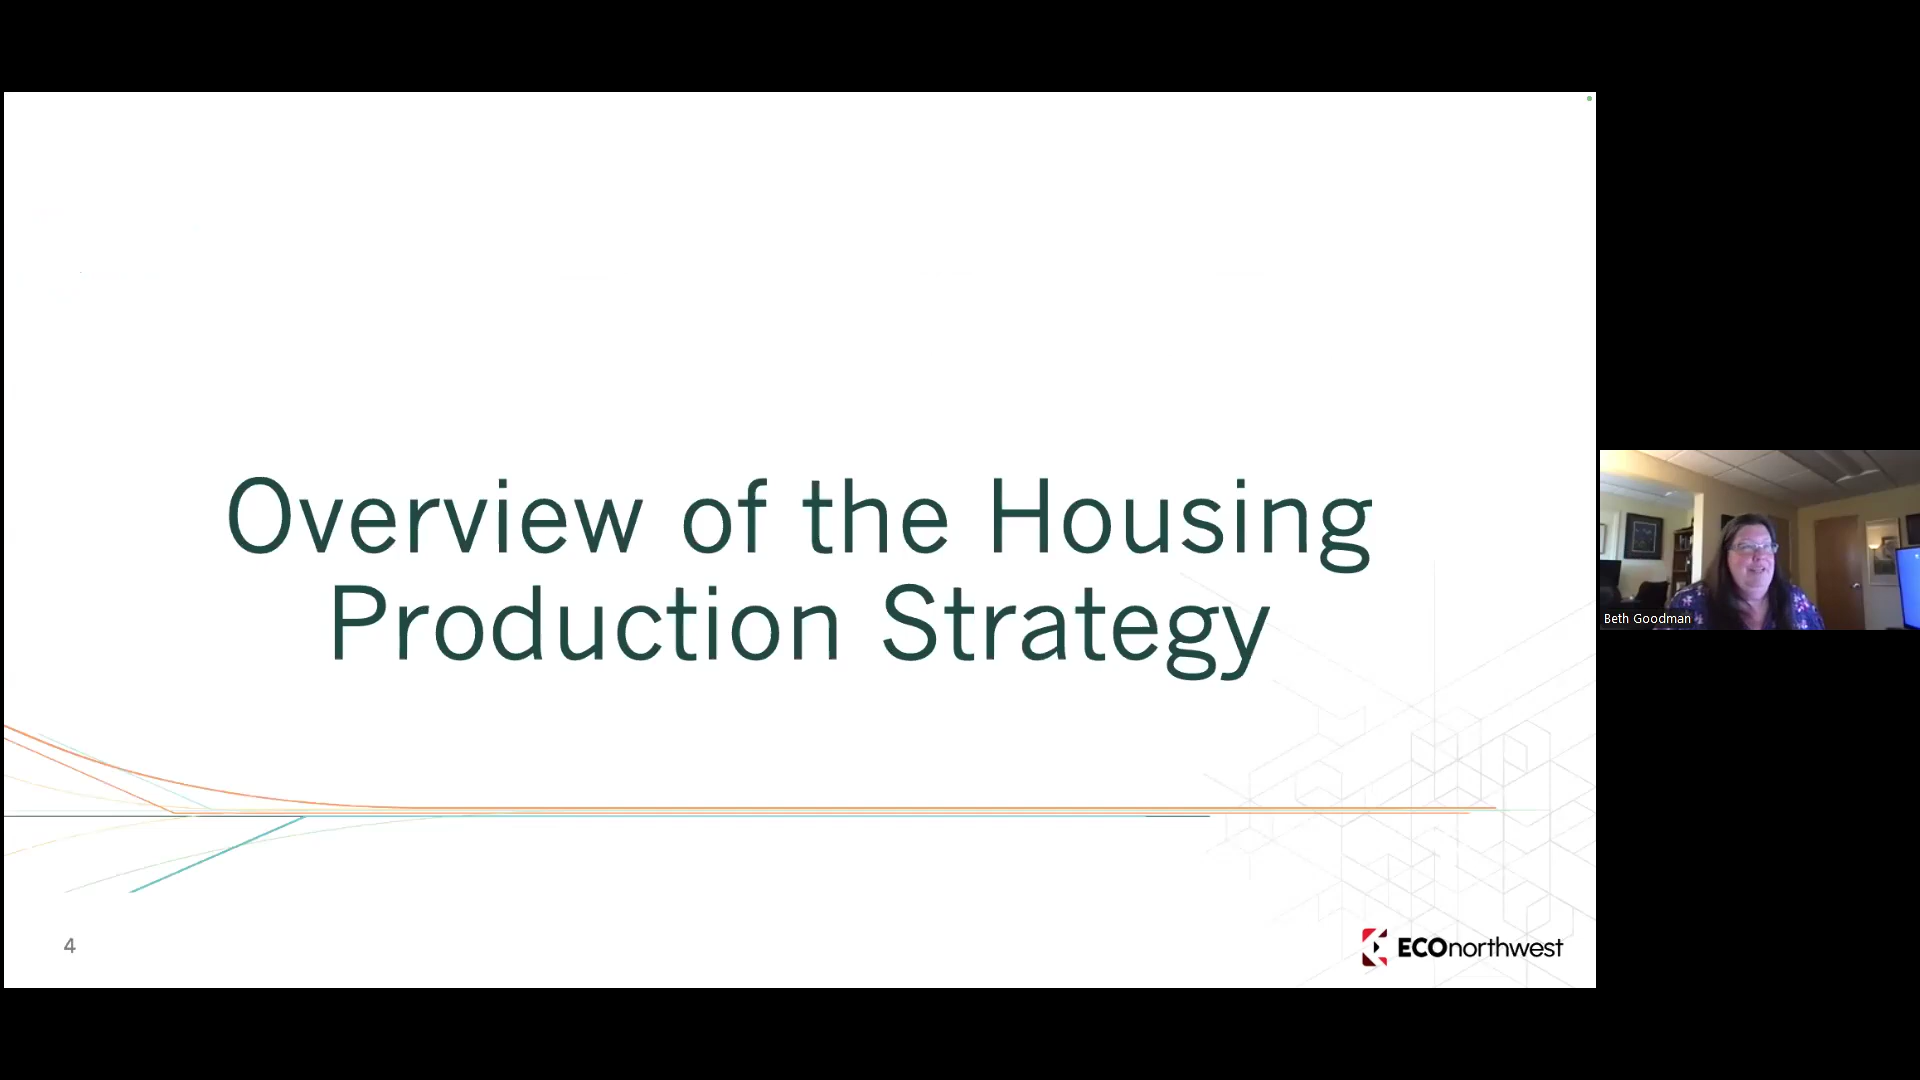 Overview of the Housing
Production Strategy
Beth Goodman
4
ECOnorthwest